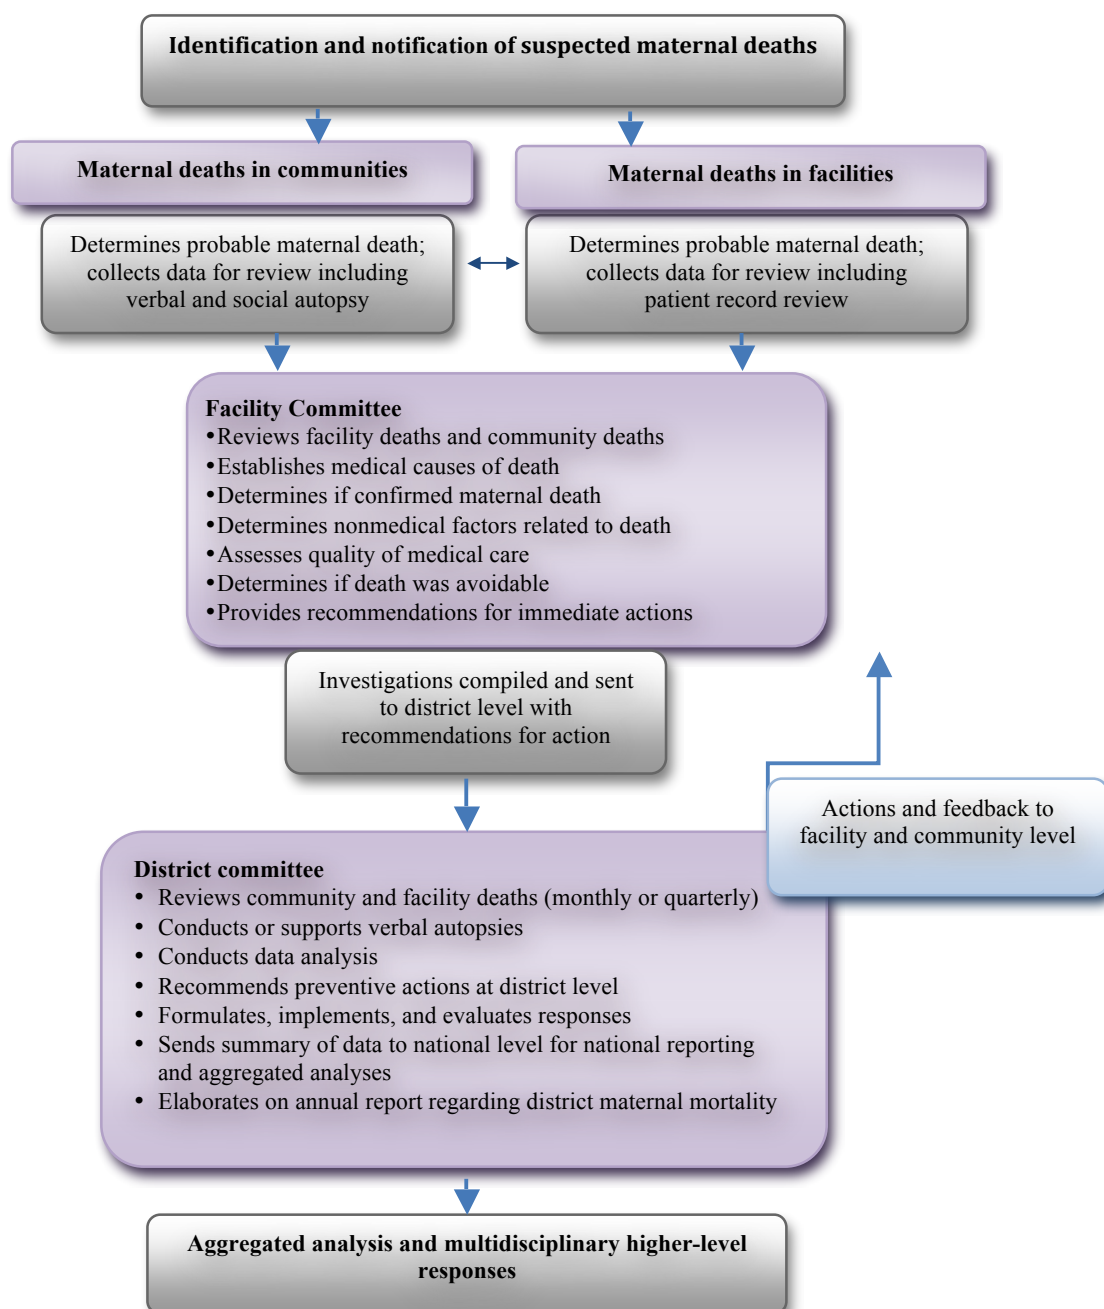 Identification and notification of suspected maternal deaths
Maternal deaths in communities
Maternal deaths in facilities
Determines probable maternal death;
collects data for review including
verbal and social autopsy
Determines probable maternal death;
collects data for review including
patient record review
Facility Committee
•Reviews facility deaths and community deaths
•Establishes medical causes of death
•Determines if confirmed maternal death
•Determines nonmedical factors related to death
•Assesses quality of medical care
•Determines if death was avoidable
•Provides recommendations for immediate actions
Investigations compiled and sent
to district level with
recommendations for action
Actions and feedback to
facility and community level
District committee
• Reviews community and facility deaths (monthly or quarterly)
• Conducts or supports verbal autopsies
• Conducts data analysis
• Recommends preventive actions at district level
• Formulates, implements, and evaluates responses
• Sends summary of data to national level for national reporting
and aggregated analyses
• Elaborates on annual report regarding district maternal mortality
Aggregated analysis and multidisciplinary higher-level
responses